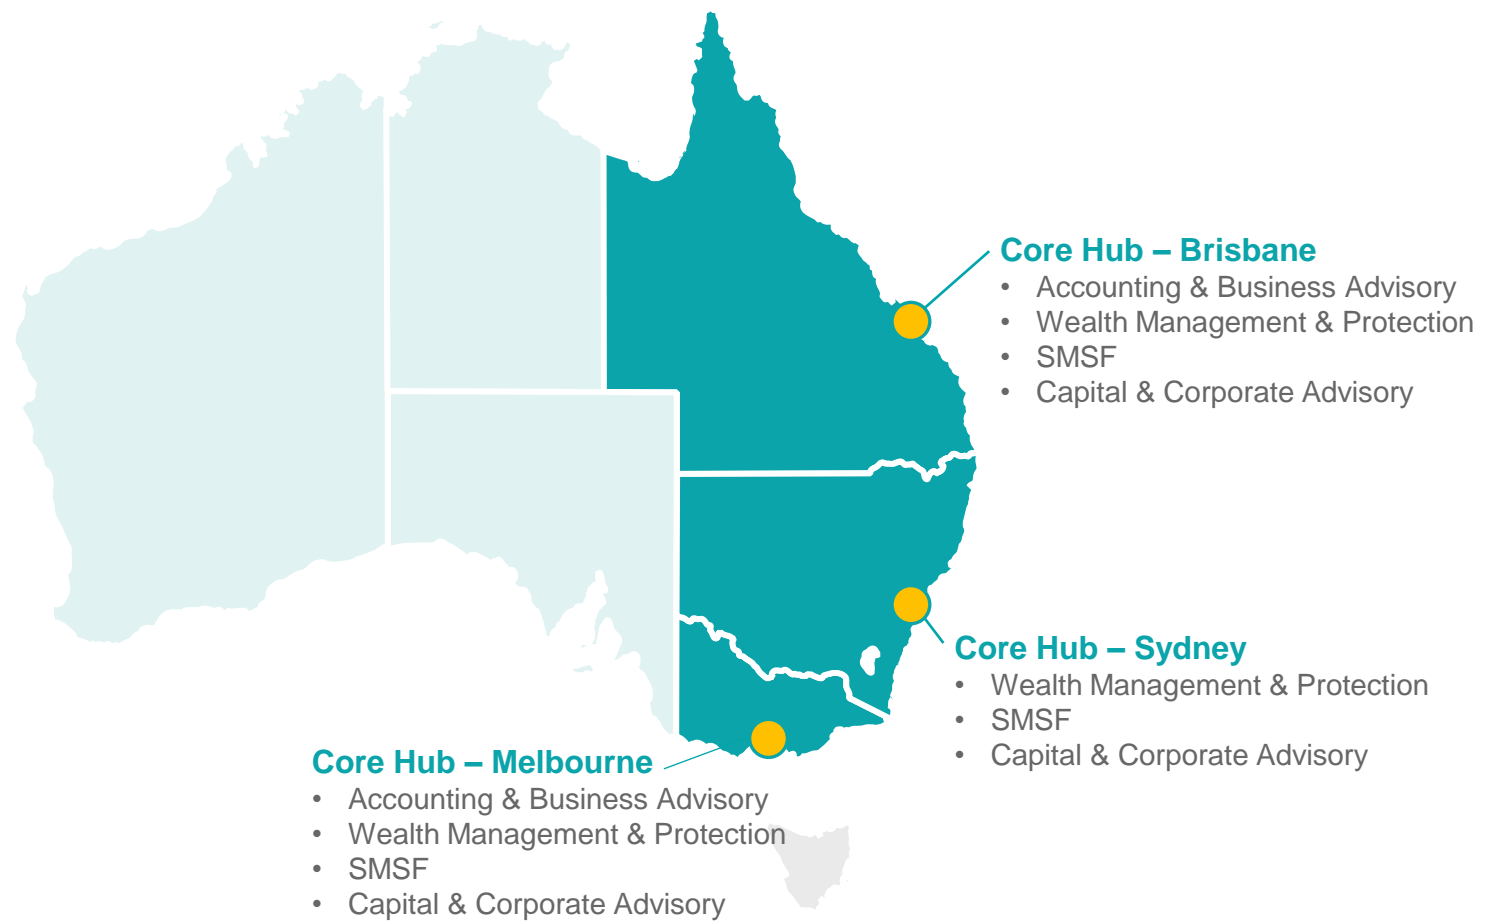 Core Hub – Brisbane
• Accounting & Business Advisory
• Wealth Management & Protection
• SMSF
• Capital & Corporate Advisory
Core Hub – Sydney
• Wealth Management & Protection
• SMSF
• Capital & Corporate Advisory
Core Hub – Melbourne
• Accounting & Business Advisory
• Wealth Management & Protection
• SMSF
• Capital & Corporate Advisory